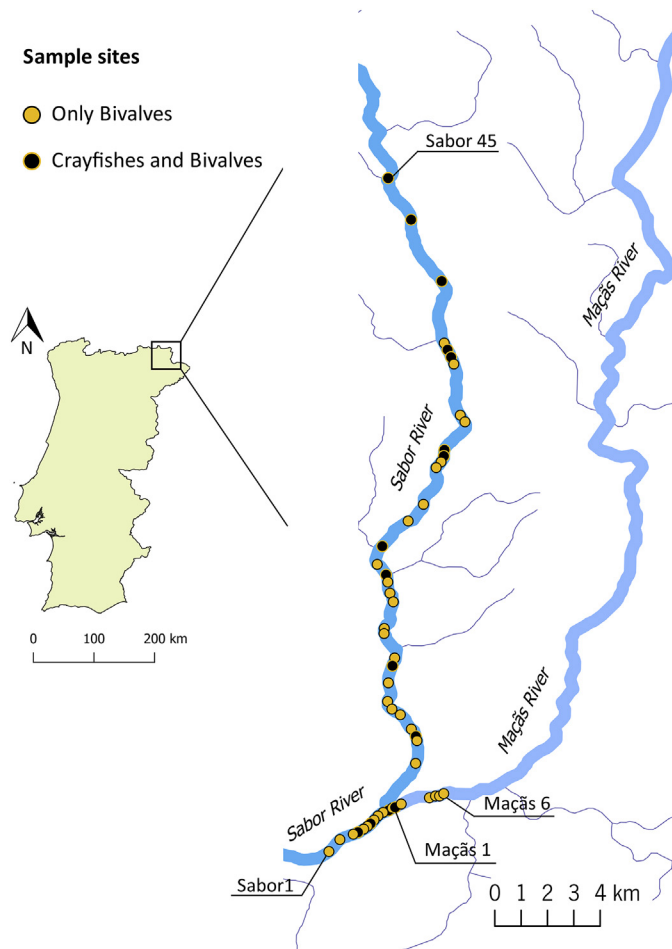 Sample sites
Only Bivalves
Crayfishes and Bivalves
Sabor 45
Maçãs River
N
Sabor River
0 100 200 km
Maçãs River
Sabor River
Maçãs 6
Maçãs 1
Sabor1
0 1 2 3 4 km